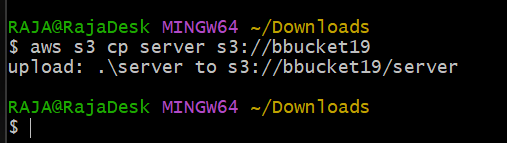 RAJA@RajaDesk MINGW64 ~/Downloads
$ aws s3 cp server s3://bbucket19
upload: .\server to s3://bbucket19/server
RAJA@RajaDesk MINGW64 ~/Downloads
$